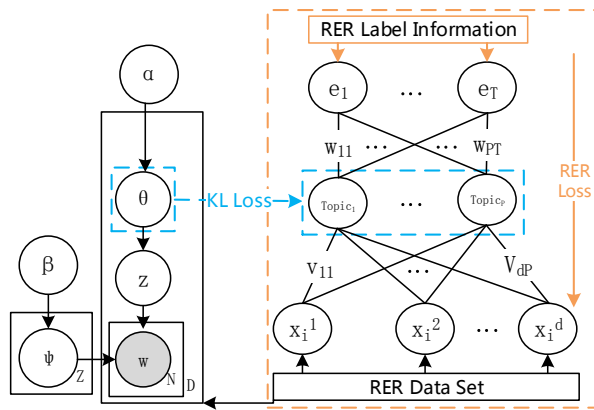 RER Label Information
α
e1 ... eT
w11 ... ... wPT
θ
KL Loss
Topic1 ... TopicP
RER
Loss
β
z
v11 ... VdP
ψ
Z
w
N
D
xi1 xi2 ... xid
RER Data Set